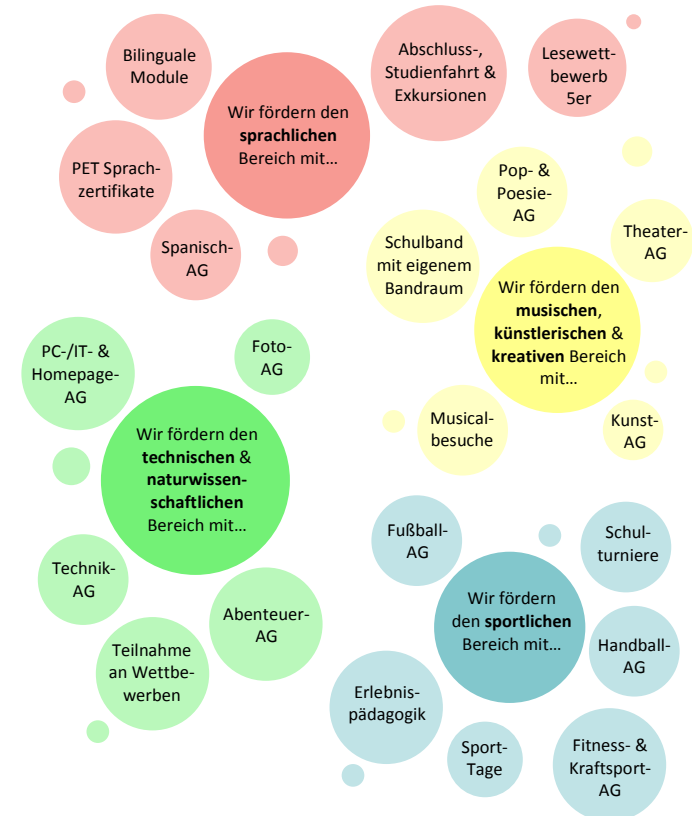 Bilinguale
Module
Abschluss-,
Studienfahrt &
Exkursionen
Lesewett-
bewerb
5er
Wir fördern den
sprachlichen
Bereich mit…
PET Sprach-
zertifikate
Spanisch-
AG
Pop- &
Poesie-
AG
Theater-
AG
Schulband
mit eigenem
Bandraum
Wir fördern den
musischen,
künstlerischen &
kreativen Bereich
mit…
Musical-
besuche
Kunst-
AG
PC-/IT- &
Homepage-
AG
Foto-
AG
Wir fördern den
technischen &
naturwissen-
schaftlichen
Bereich mit…
Technik-
AG
Abenteuer-
AG
Teilnahme
an Wettbe-
werben
Fußball-
AG
Schul-
turniere
Wir fördern
den sportlichen
Bereich mit…
Handball-
AG
Erlebnis-
pädagogik
Sport-
Tage
Fitness- &
Kraftsport-
AG